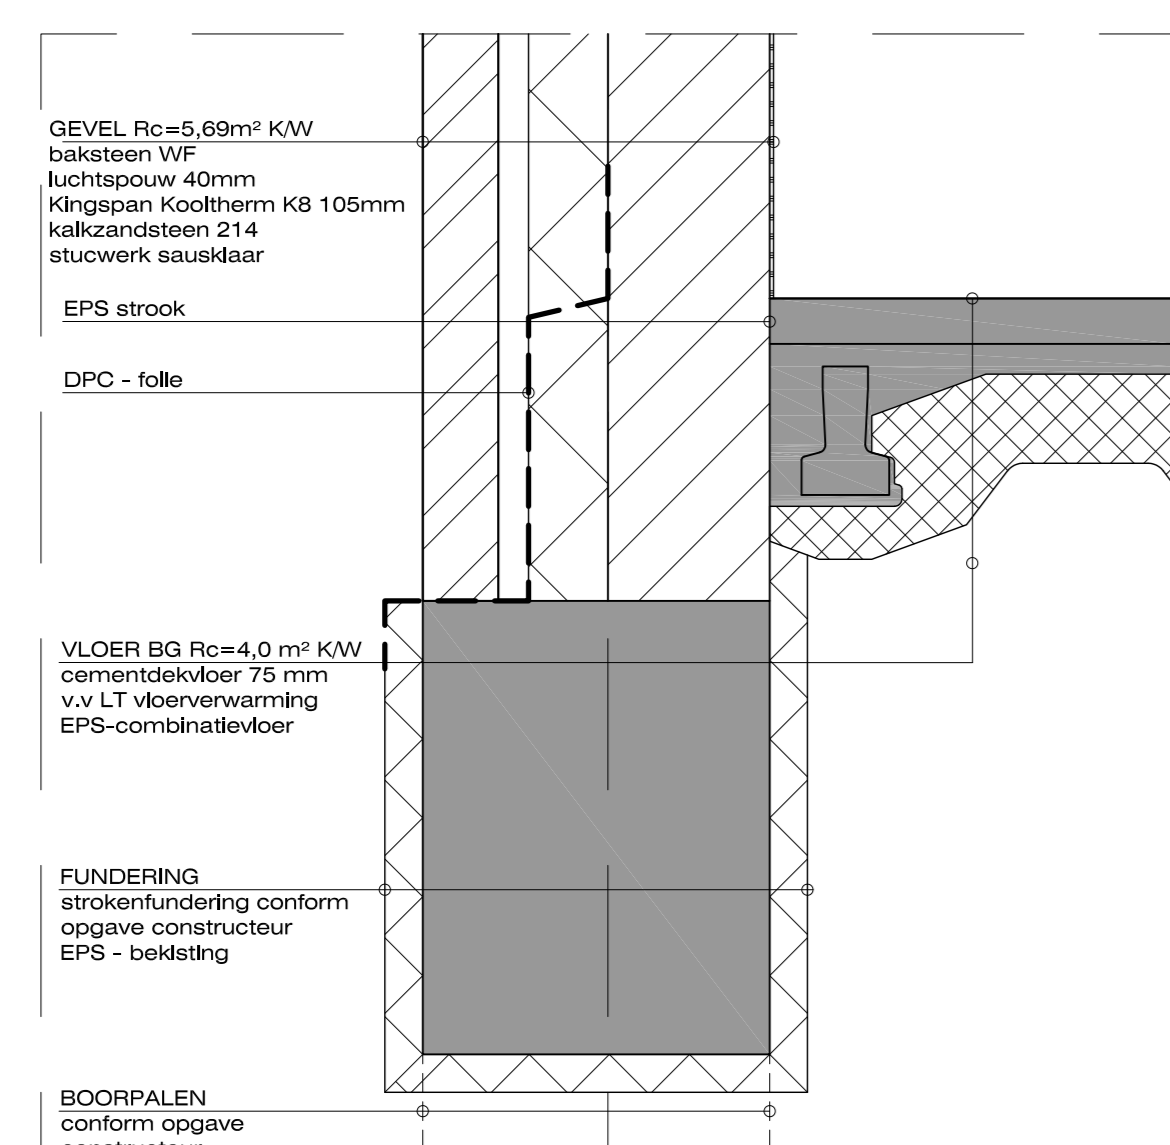 GEVEL Rc=5,69m² K/W
baksteen WF
luchtspouw 40mm
Kingspan Kooltherm K8 105mm
kalkzandsteen 214
stucwerk sausklaar
EPS strook
DPC - folie
VLOER BG Rc=4,0 m² K/W
cementdekvloer 75 mm
v.v LT vloerverwarming
EPS-combinatievloer
FUNDERING
strokenfundering conform
opgave constructeur
EPS - bekisting
BOORPALEN
conform opgave